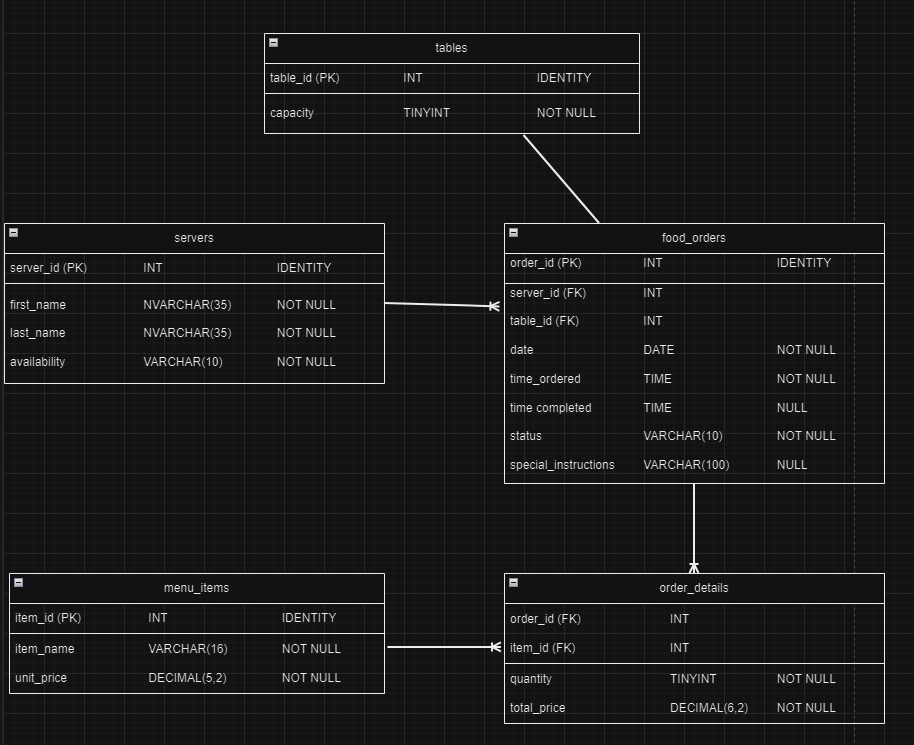 tables
table_id (PK) INT IDENTITY
capacity TINYINT NOT NULL
servers
server_id (PK) INT IDENTITY
first_name NVARCHAR(35) NOT NULL
last_name NVARCHAR(35) NOT NULL
availability VARCHAR(10) NOT NULL
food_orders
order_id (PK) INT IDENTITY
server_id (FK) INT
table_id (FK) INT
date DATE NOT NULL
time_ordered TIME NOT NULL
time completed TIME NULL
status VARCHAR(10) NOT NULL
special_instructions VARCHAR(100) NULL
menu_items
item_id (PK) INT IDENTITY
item_name VARCHAR(16) NOT NULL
unit_price DECIMAL(5,2) NOT NULL
order_details
order_id (FK) INT
item_id (FK) INT
quantity TINYINT NOT NULL
total_price DECIMAL(6,2) NOT NULL